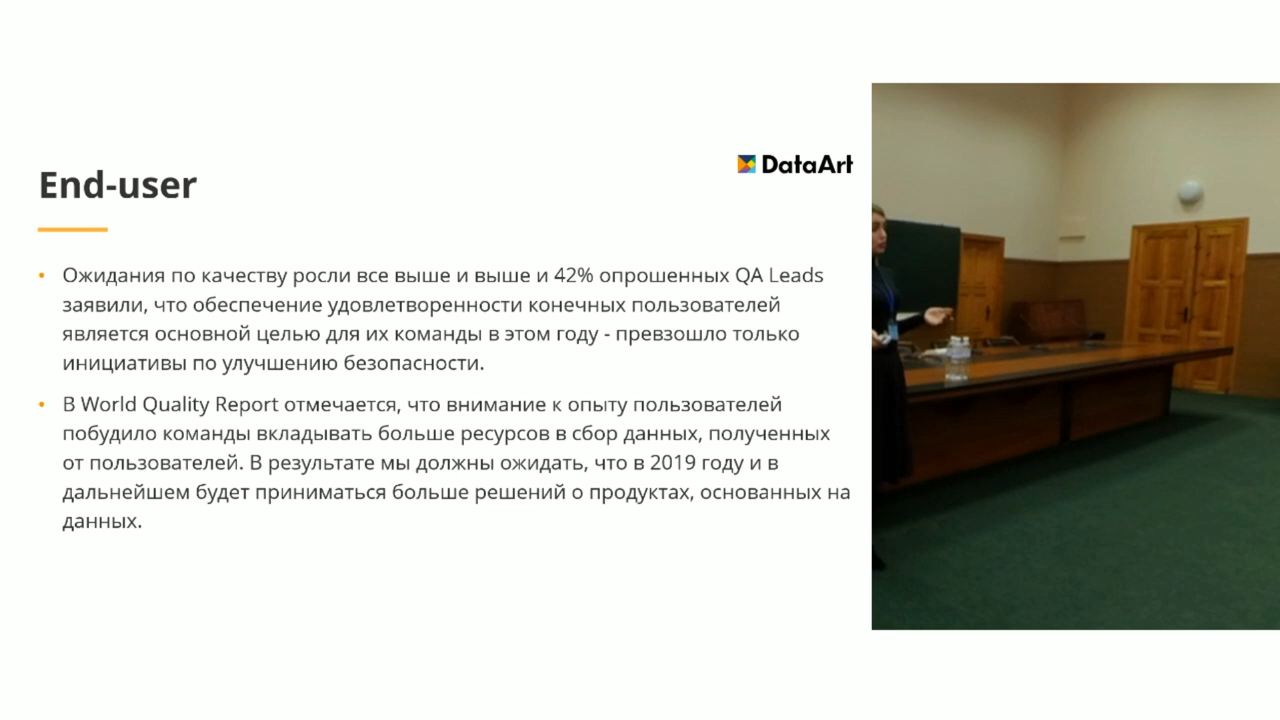 DataArt
End-user
• Ожидания по качеству росли все выше и выше и 42% опрошенных QA Leads
заявили, что обеспечение удовлетворенности конечных пользователей
является основной целью для их команды в этом году - превзошло только
инициативы по улучшению безопасности.
• В World Quality Report отмечается, что внимание к опыту пользователей
побудило команды вкладывать больше ресурсов в сбор данных, полученных
от пользователей. В результате мы должны ожидать, что в 2019 году и в
дальнейшем будет приниматься больше решений о продуктах, основанных на
данных.